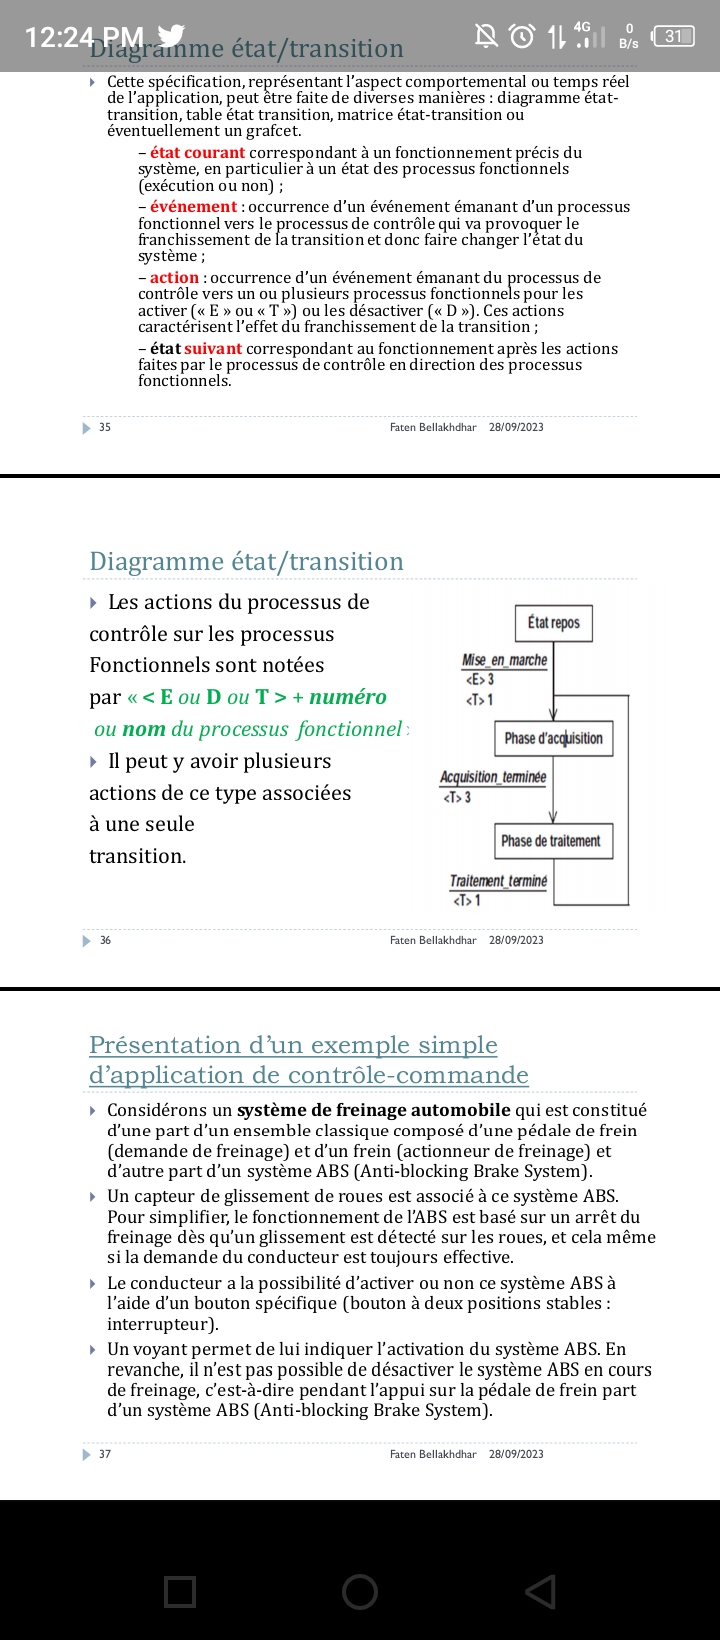 12:24 PM
4G
0
B/s
31
Diagramme état/transition
Cette spécification, représentant l'aspect comportemental ou temps réel
de l'application, peut être faite de diverses manières : diagramme état-
transition, table état transition, matrice état-transition ou
éventuellement un grafcet.
– état courant correspondant à un fonctionnement précis du
système, en particulier à un état des processus fonctionnels
(exécution ou non) ;
– événement : occurrence d'un événement émanant d'un processus
fonctionnel vers le processus de contrôle qui va provoquer le
franchissement de la transition et donc faire changer l'état du
système ;
– action : occurrence d'un événement émanant du processus de
contrôle vers un ou plusieurs processus fonctionnels pour les
activer (« E » ou « T ») ou les désactiver (« D »). Ces actions
caractérisent l'effet du franchissement de la transition ;
– état suivant correspondant au fonctionnement après les actions
faites par le processus de contrôle en direction des processus
fonctionnels.
35 Faten Bellakhdhar 28/09/2023
Diagramme état/transition
Les actions du processus de
contrôle sur les processus
Fonctionnels sont notées
par « < E ou D ou T > + numéro
ou nom du processus fonctionnel
Il peut y avoir plusieurs
actions de ce type associées
à une seule
transition.
État repos
Mise_en_marche
<E> 3
<T> 1
Phase d'acquisition
Acquisition_terminée
<T> 3
Phase de traitement
Traitement_terminé
<T> 1
36 Faten Bellakhdhar 28/09/2023
Présentation d'un exemple simple
d'application de contrôle-commande
Considérons un système de freinage automobile qui est constitué
d'une part d'un ensemble classique composé d'une pédale de frein
(demande de freinage) et d'un frein (actionneur de freinage) et
d'autre part d'un système ABS (Anti-blocking Brake System).
Un capteur de glissement de roues est associé à ce système ABS.
Pour simplifier, le fonctionnement de l'ABS est basé sur un arrêt du
freinage dès qu'un glissement est détecté sur les roues, et cela même
si la demande du conducteur est toujours effective.
Le conducteur a la possibilité d'activer ou non ce système ABS à
l'aide d'un bouton spécifique (bouton à deux positions stables :
interrupteur).
Un voyant permet de lui indiquer l'activation du système ABS. En
revanche, il n'est pas possible de désactiver le système ABS en cours
de freinage, c'est-à-dire pendant l'appui sur la pédale de frein part
d'un système ABS (Anti-blocking Brake System).
37 Faten Bellakhdhar 28/09/2023